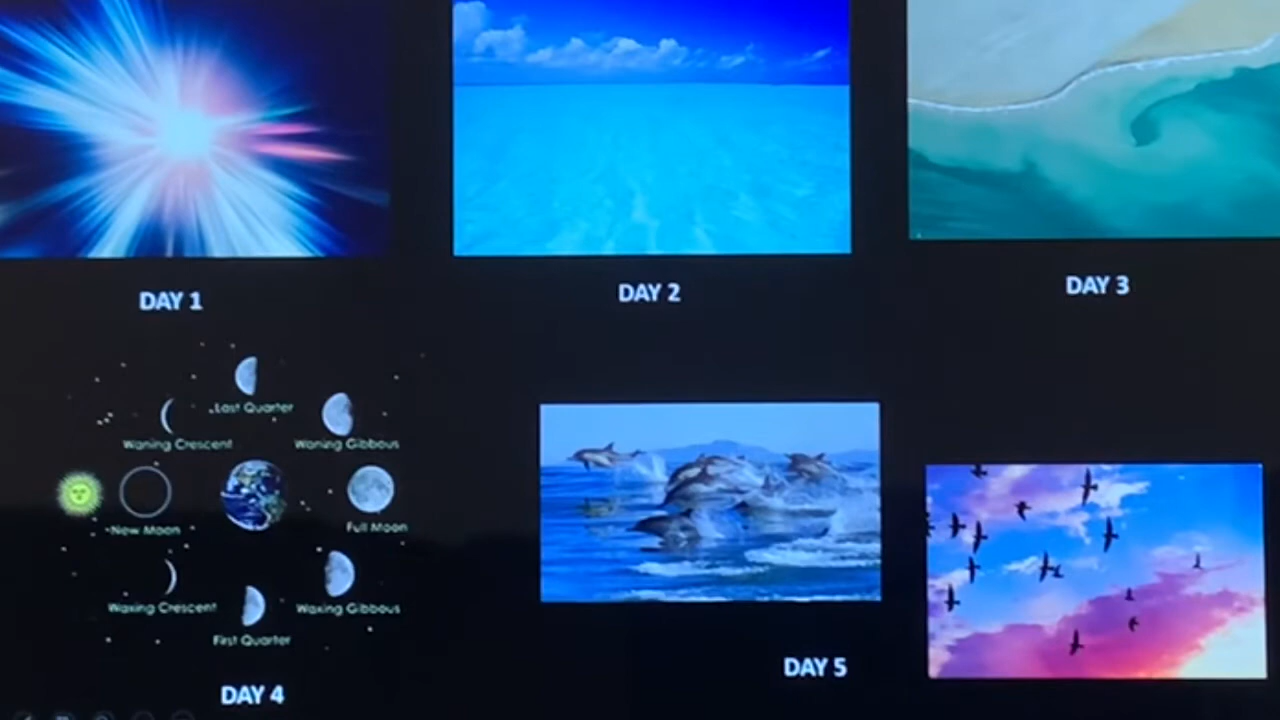 DAY 1
DAY 2
DAY 3
Last Quarter
Waning Crescent
Waning Gibbous
New Moon
Full Moon
Waxing Crescent
Waxing Gibbous
First Quarter
DAY 4
DAY 5